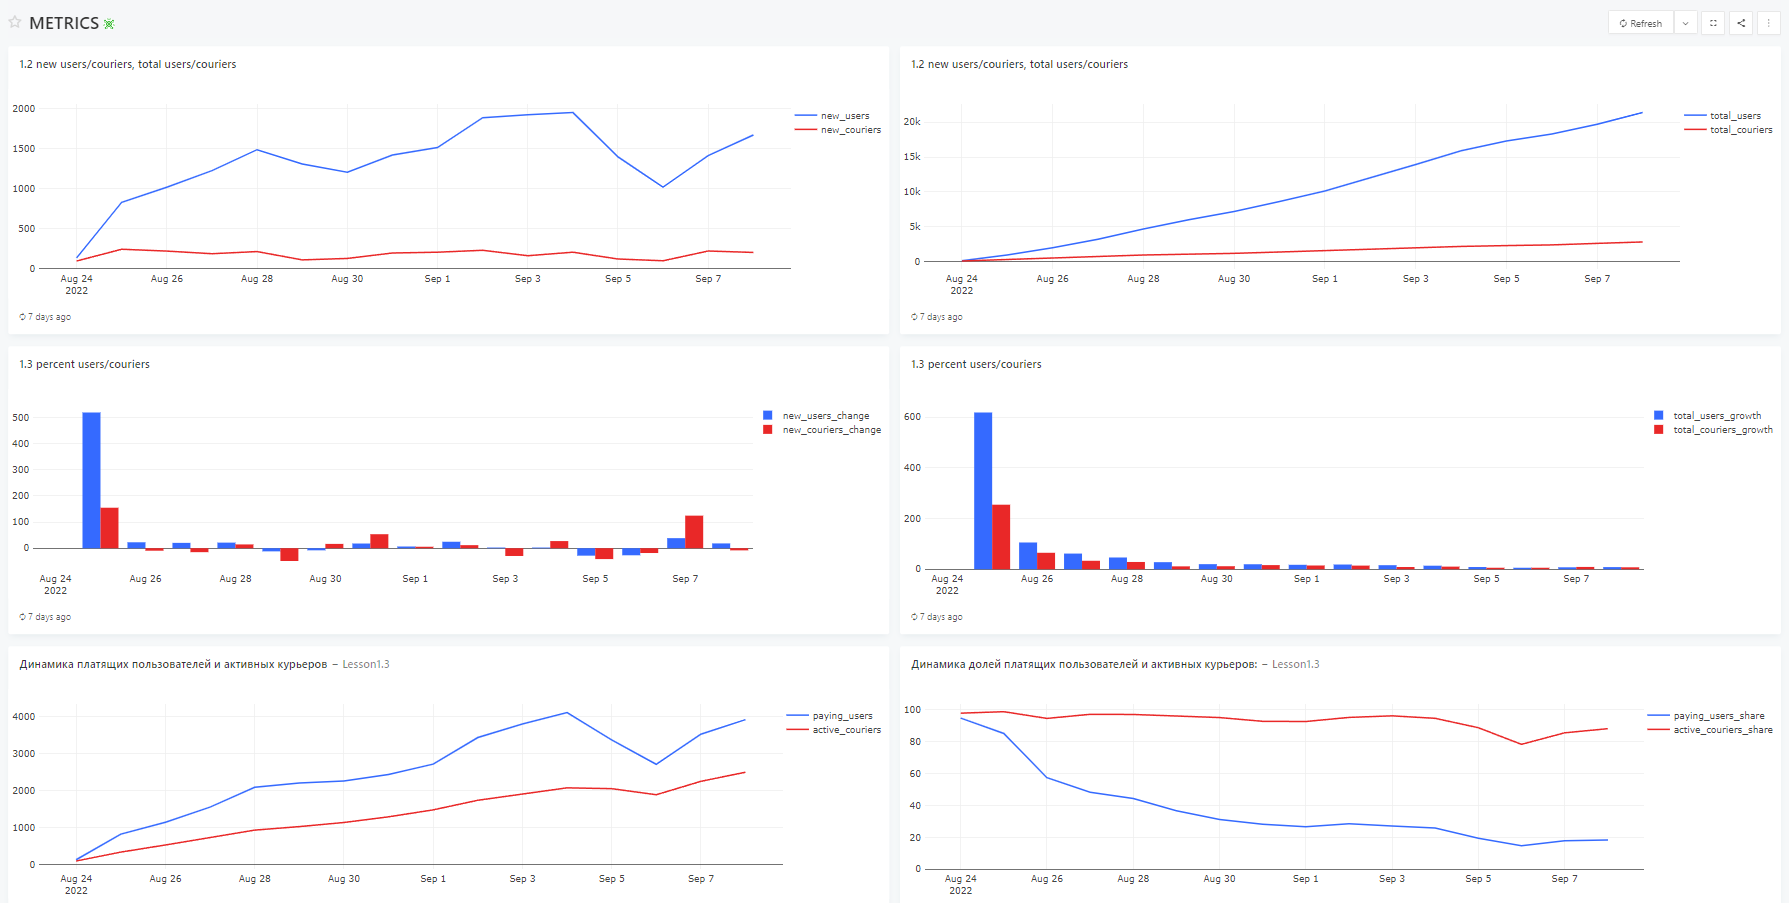 METRICS
Refresh
1.2 new users/couriers, total users/couriers
2000
1500
1000
500
0
Aug 24
2022
Aug 26
Aug 28
Aug 30
Sep 1
Sep 3
Sep 5
Sep 7
new_users
new_couriers
7 days ago
1.2 new users/couriers, total users/couriers
20k
15k
10k
5k
0
Aug 24
2022
Aug 26
Aug 28
Aug 30
Sep 1
Sep 3
Sep 5
Sep 7
total_users
total_couriers
7 days ago
1.3 percent users/couriers
500
400
300
200
100
0
Aug 24
2022
Aug 26
Aug 28
Aug 30
Sep 1
Sep 3
Sep 5
Sep 7
new_users_change
new_couriers_change
7 days ago
1.3 percent users/couriers
600
400
200
0
Aug 24
2022
Aug 26
Aug 28
Aug 30
Sep 1
Sep 3
Sep 5
Sep 7
total_users_growth
total_couriers_growth
7 days ago
Динамика платящих пользователей и активных курьеров – Lesson1.3
4000
3000
2000
1000
0
Aug 24
2022
Aug 26
Aug 28
Aug 30
Sep 1
Sep 3
Sep 5
Sep 7
paying_users
active_couriers
Динамика долей платящих пользователей и активных курьеров: – Lesson1.3
100
80
60
40
20
0
Aug 24
2022
Aug 26
Aug 28
Aug 30
Sep 1
Sep 3
Sep 5
Sep 7
paying_users_share
active_couriers_share